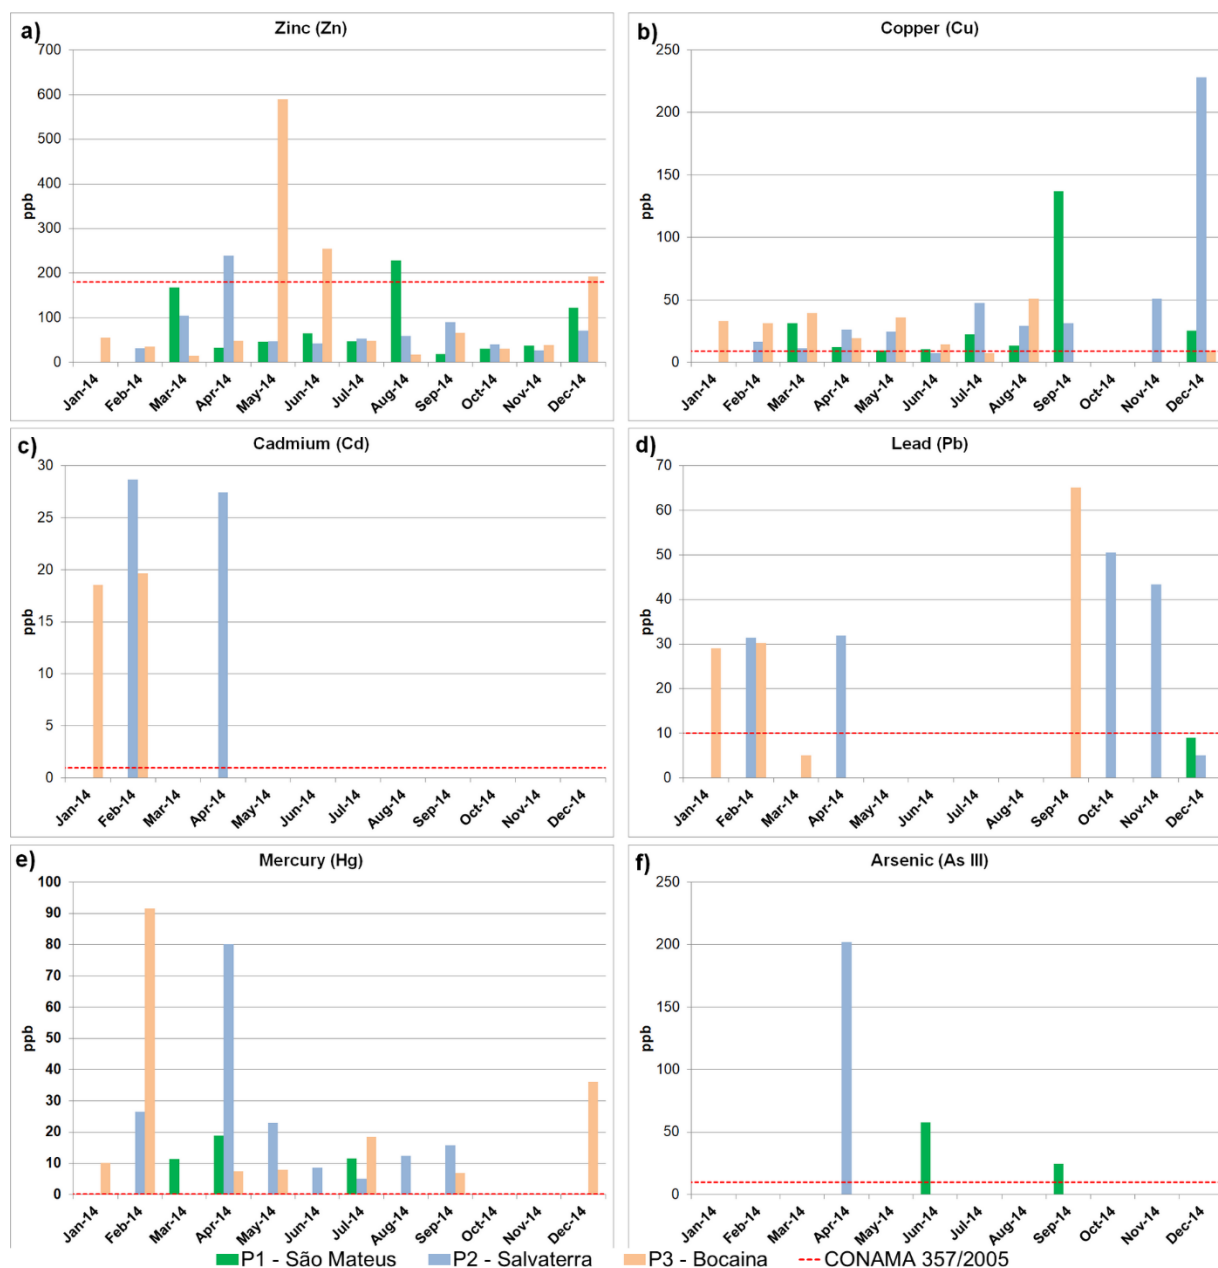 a)
Zinc (Zn)
700
600
500
400
300
200
100
0
ppb
Jan-14
Feb-14
Mar-14
Apr-14
May-14
Jun-14
Jul-14
Aug-14
Sep-14
Oct-14
Nov-14
Dec-14
b)
Copper (Cu)
250
200
150
100
50
0
ppb
Jan-14
Feb-14
Mar-14
Apr-14
May-14
Jun-14
Jul-14
Aug-14
Sep-14
Oct-14
Nov-14
Dec-14
c)
Cadmium (Cd)
30
25
20
15
10
5
0
ppb
Jan-14
Feb-14
Mar-14
Apr-14
May-14
Jun-14
Jul-14
Aug-14
Sep-14
Oct-14
Nov-14
Dec-14
d)
Lead (Pb)
70
60
50
40
30
20
10
0
ppb
Jan-14
Feb-14
Mar-14
Apr-14
May-14
Jun-14
Jul-14
Aug-14
Sep-14
Oct-14
Nov-14
Dec-14
e)
Mercury (Hg)
100
90
80
70
60
50
40
30
20
10
0
ppb
Jan-14
Feb-14
Mar-14
Apr-14
May-14
Jun-14
Jul-14
Aug-14
Sep-14
Oct-14
Nov-14
Dec-14
f)
Arsenic (As III)
250
200
150
100
50
0
ppb
Jan-14
Feb-14
Mar-14
Apr-14
May-14
Jun-14
Jul-14
Aug-14
Sep-14
Oct-14
Nov-14
Dec-14
P1 - São Mateus P2 - Salvaterra P3 - Bocaina CONAMA 357/2005